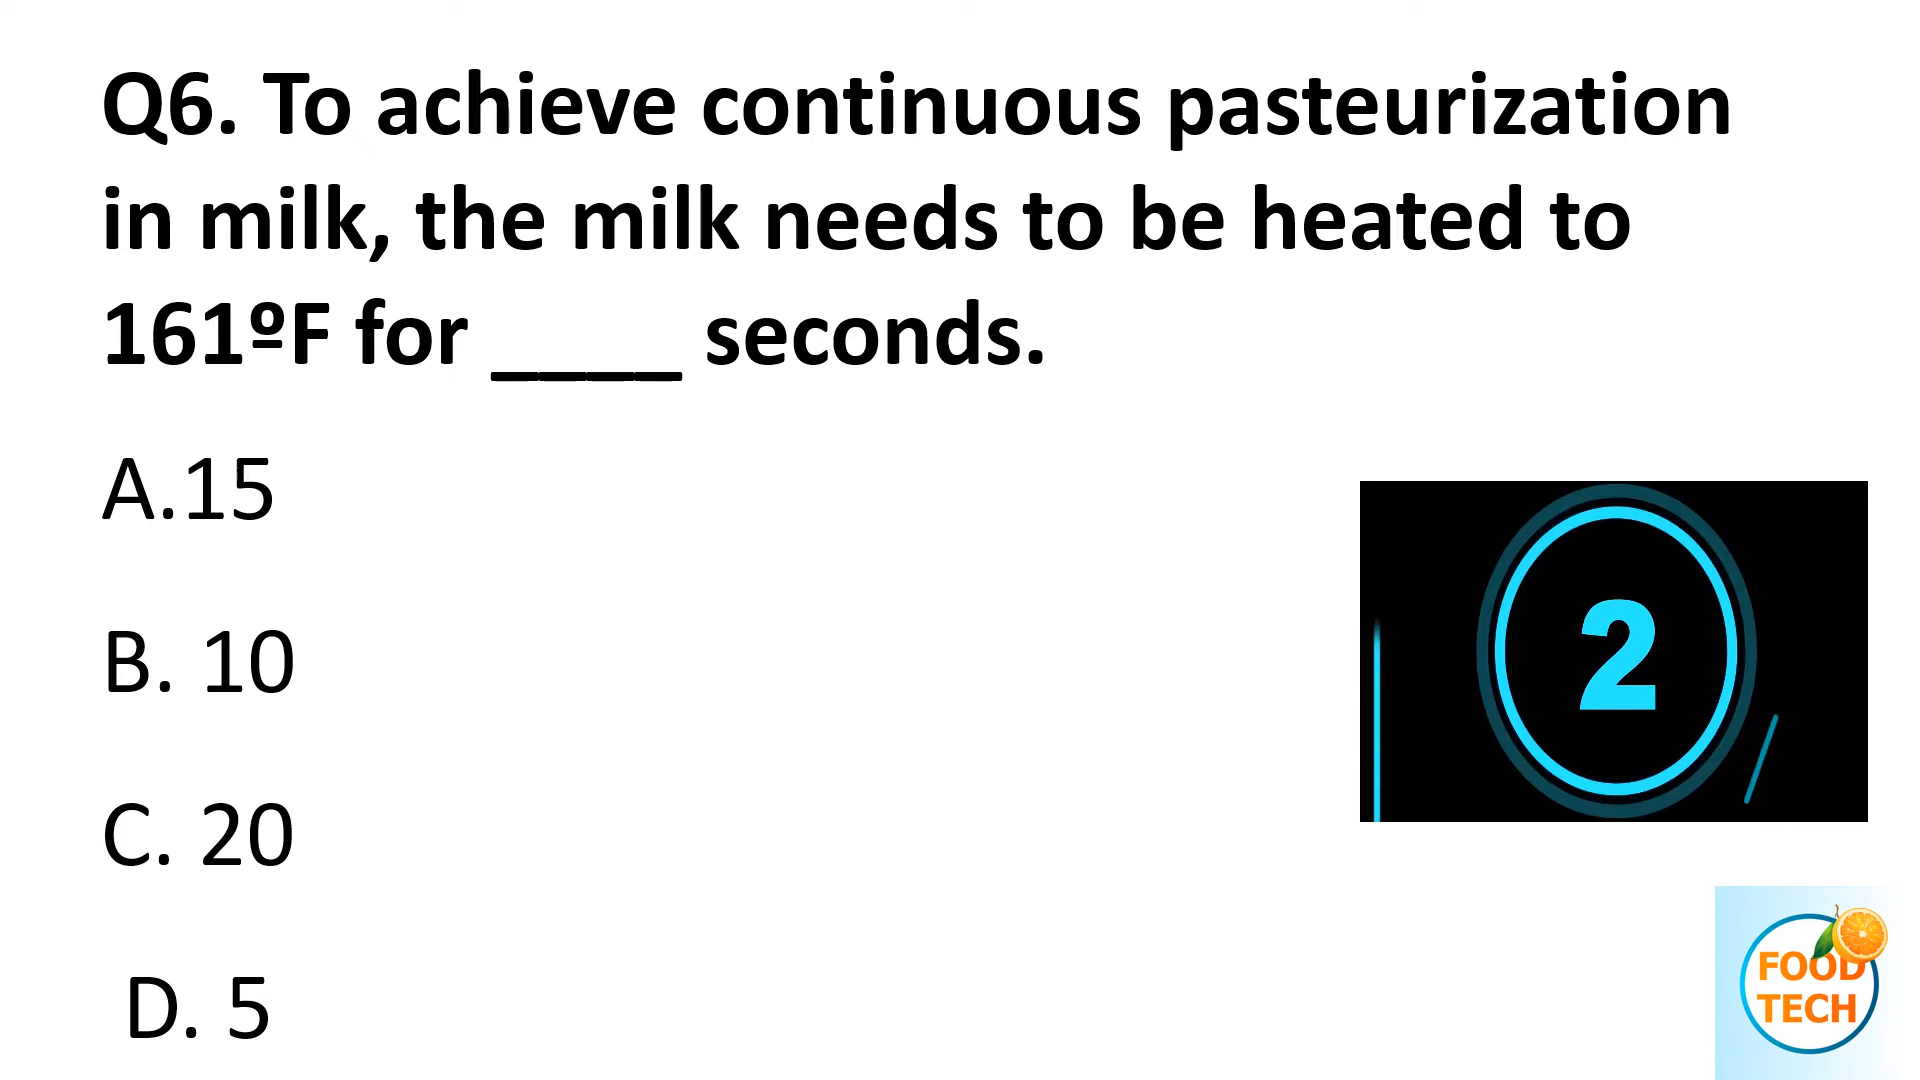 Q6. To achieve continuous pasteurization
in milk, the milk needs to be heated to
161ºF for ____ seconds.
A.15
B. 10
2
C. 20
D. 5
FOOD
TECH